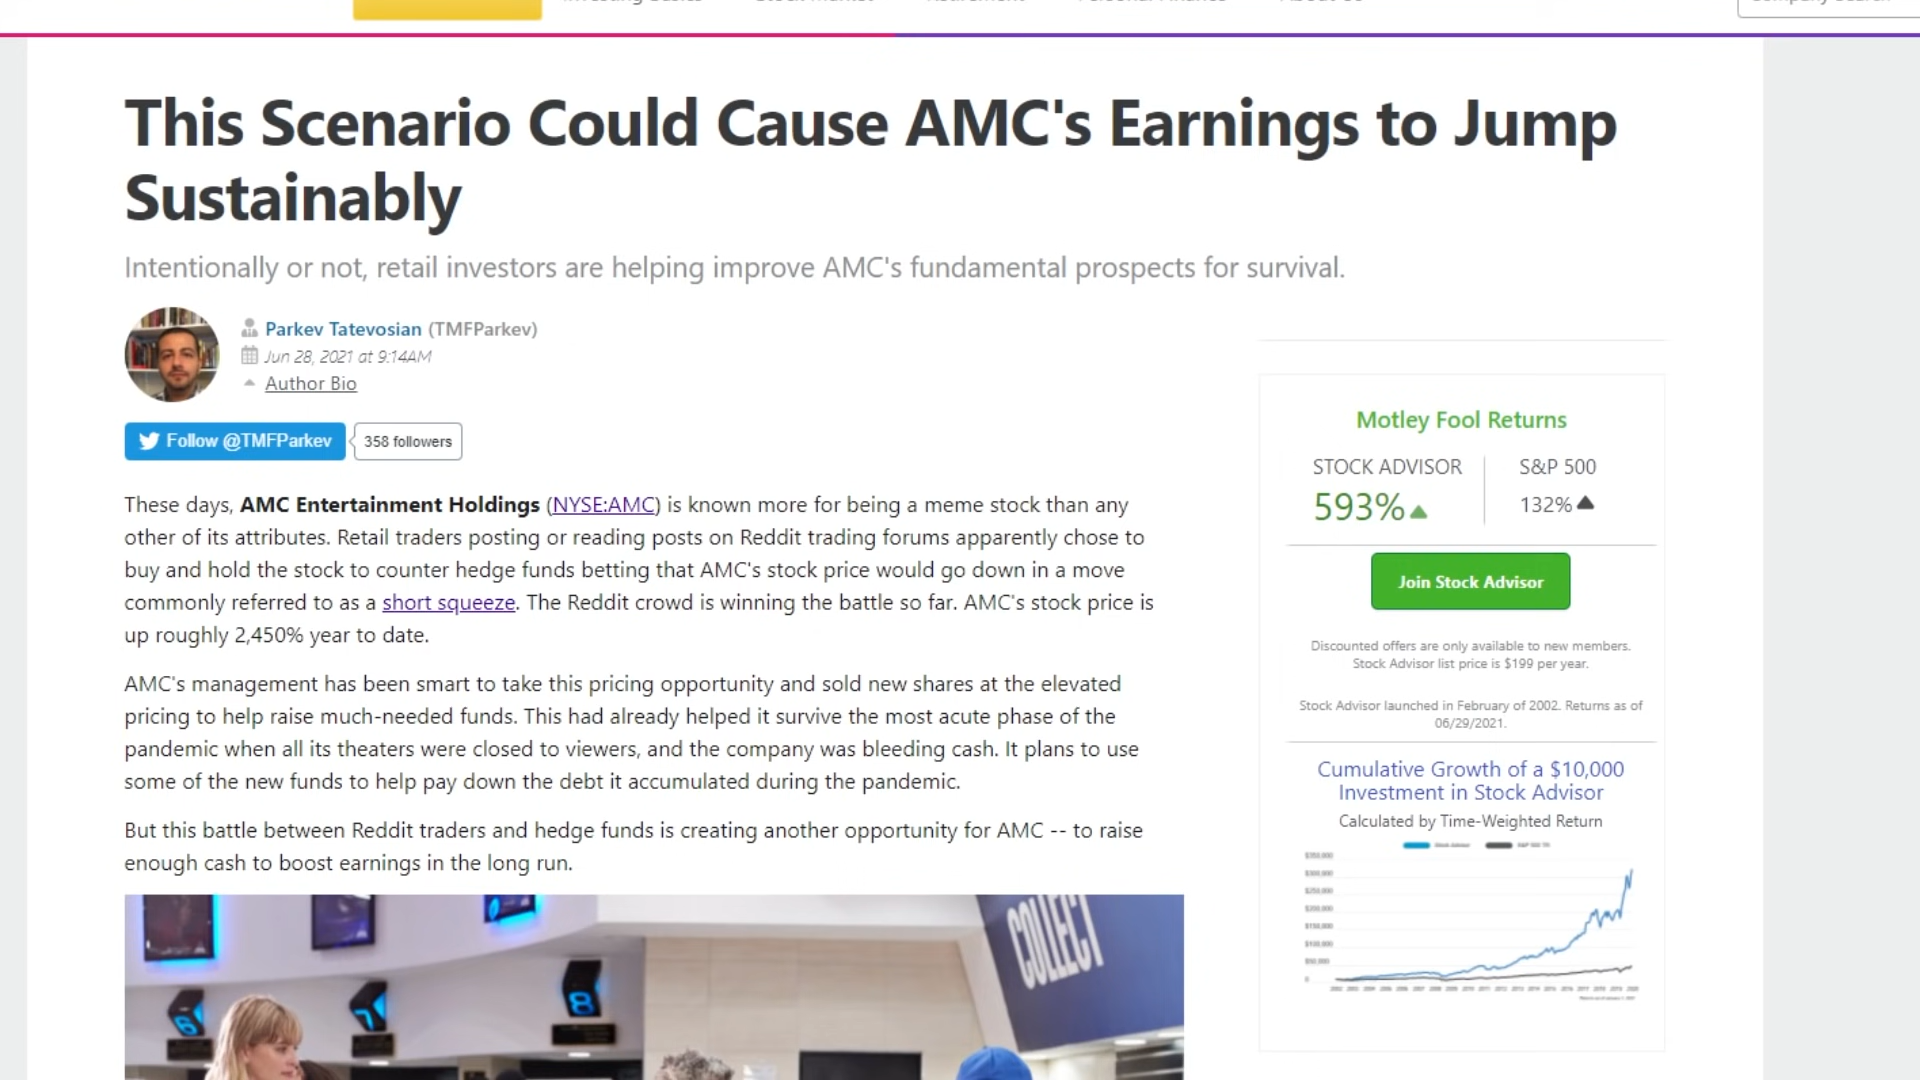 This Scenario Could Cause AMC's Earnings to Jump
Sustainably
Intentionally or not, retail investors are helping improve AMC's fundamental prospects for survival.
Parkev Tatevosian (TMFParkev)
Jun 28, 2021 at 9:14AM
Author Bio
Follow @TMFParkev
358 followers
These days, AMC Entertainment Holdings (NYSE:AMC) is known more for being a meme stock than any
other of its attributes. Retail traders posting or reading posts on Reddit trading forums apparently chose to
buy and hold the stock to counter hedge funds betting that AMC's stock price would go down in a move
commonly referred to as a short squeeze. The Reddit crowd is winning the battle so far. AMC's stock price is
up roughly 2,450% year to date.
AMC's management has been smart to take this pricing opportunity and sold new shares at the elevated
pricing to help raise much-needed funds. This had already helped it survive the most acute phase of the
pandemic when all its theaters were closed to viewers, and the company was bleeding cash. It plans to use
some of the new funds to help pay down the debt it accumulated during the pandemic.
But this battle between Reddit traders and hedge funds is creating another opportunity for AMC -- to raise
enough cash to boost earnings in the long run.
COLLECT
6
7
8
Motley Fool Returns
STOCK ADVISOR
593%
S&P 500
132%
Join Stock Advisor
Discounted offers are only available to new members.
Stock Advisor list price is $199 per year.
Stock Advisor launched in February of 2002. Returns as of
06/29/2021.
Cumulative Growth of a $10,000
Investment in Stock Advisor
Calculated by Time-Weighted Return